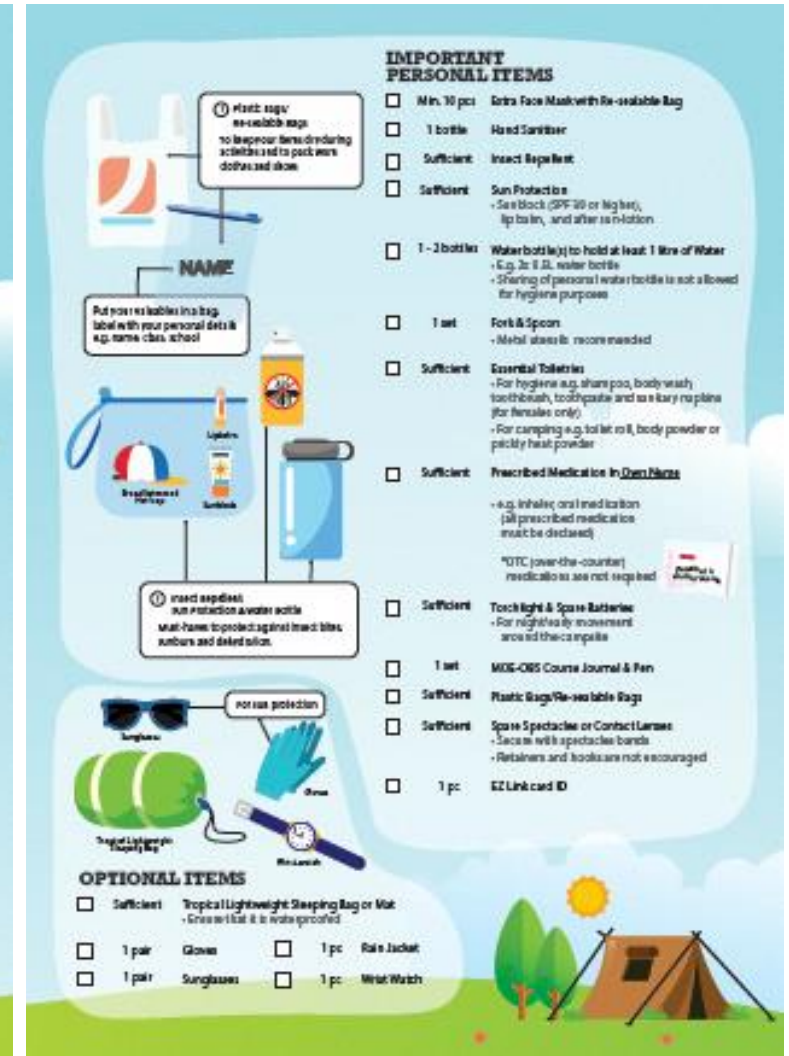 IMPORTANT
PERSONAL ITEMS
Min. 10 pcs Extra Face Mask with Re-sealable Bag
1 bottle Hand Sanitiser
Sufficient Insect Repellent
Sufficient Sun Protection
- Sunblock (SPF 30 or higher),
lip balm, and after sun-lotion
1 - 2 bottles Water bottle(s) to hold at least 1 litre of Water
- E.g. 2x 0.5L water bottle
- Sharing of personal water bottle is not allowed
for hygiene purposes
1 set Fork & Spoon
- Metal utensils recommended
Sufficient Essential Toiletries
- For hygiene e.g. shampoo, body wash
toothbrush, toothpaste and sanitary napkins
(for females only)
- For camping e.g. toilet roll, body powder or
prickly heat powder
Sufficient Prescribed Medication in Own Name
- e.g. inhaler, oral medication
(all prescribed medication
must be declared)
*OTC (over-the-counter)
medications are not required
Sufficient Torchlight & Spare Batteries
- For night/early movement
around the campsite
1 set MOE-OBS Course Journal & Pen
Sufficient Plastic Bags/Re-sealable Bags
Sufficient Spare Spectacles or Contact Lenses
- Secure with spectacles bands
- Retainers and hooks are not encouraged
1 pc EZ Link card ID
Plastic Bags/
Re-sealable Bags
To keep your items dry during
activities and to pack worn
clothes and shoes
NAME
Put your valuables in a bag,
label with your personal details
e.g. name, class, school
Lip balm
Sunblock
Insect Repellent
Sun Protection & Water Bottle
Must-haves to protect against insect bites,
sunburn and dehydration.
For sun protection
Sunglasses
Gloves
Tropical Lightweight
Sleeping Bag
Wrist watch
OPTIONAL ITEMS
Sufficient Tropical Lightweight Sleeping Bag or Mat
- Ensure that it is waterproofed
1 pair Gloves 1 pc Rain Jacket
1 pair Sunglasses 1 pc Wrist Watch